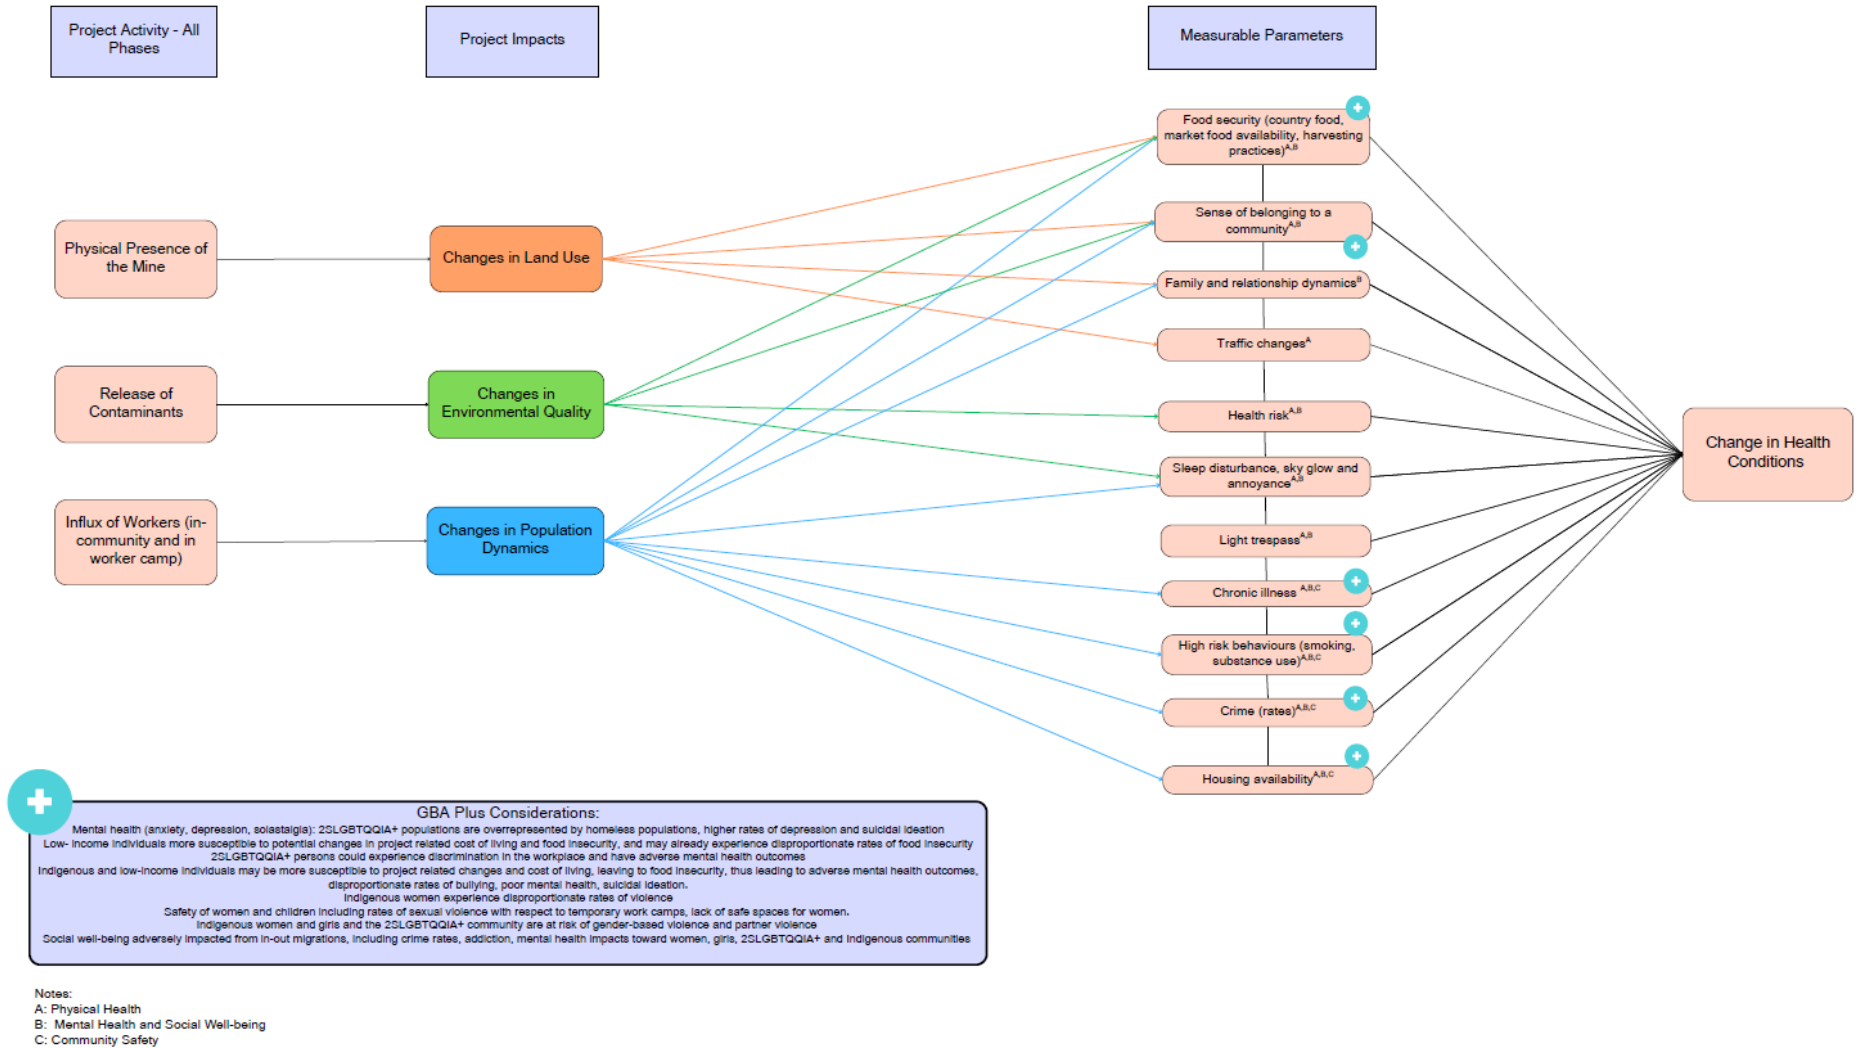 Project Activity - All
Phases
Project Impacts
Measurable Parameters
Food security (country food,
market food availability, harvesting
practices)A,B
Sense of belonging to a
community A,B
Physical Presence of
the Mine
Changes in Land Use
Family and relationship dynamics B
Traffic changes A
Release of
Contaminants
Changes in
Environmental Quality
Health risk A,B
Change in Health
Conditions
Sleep disturbance, sky glow and
annoyance A,B
Influx of Workers (in-
community and in
worker camp)
Changes in Population
Dynamics
Light trespass A,B
Chronic illness A,B,C
High risk behaviours (smoking,
substance use)A,B,C
Crime (rates)A,B,C
Housing availability A,B,C
GBA Plus Considerations:
Mental health (anxiety, depression, solastalgia): 2SLGBTQQIA+ populations are overrepresented by homeless populations, higher rates of depression and suicidal ideation
Low- income individuals more susceptible to potential changes in project related cost of living and food insecurity, and may already experience disproportionate rates of food insecurity
2SLGBTQQIA+ persons could experience discrimination in the workplace and have adverse mental health outcomes
Indigenous and low-income individuals may be more susceptible to project related changes and cost of living, leaving to food insecurity, thus leading to adverse mental health outcomes,
disproportionate rates of bullying, poor mental health, suicidal ideation.
Indigenous women experience disproportionate rates of violence
Safety of women and children including rates of sexual violence with respect to temporary work camps, lack of safe spaces for women.
Indigenous women and girls and the 2SLGBTQQIA+ community are at risk of gender-based violence and partner violence
Social well-being adversely impacted from in-out migrations, including crime rates, addiction, mental health impacts toward women, girls, 2SLGBTQQIA+ and Indigenous communities
Notes:
A: Physical Health
B: Mental Health and Social Well-being
C: Community Safety